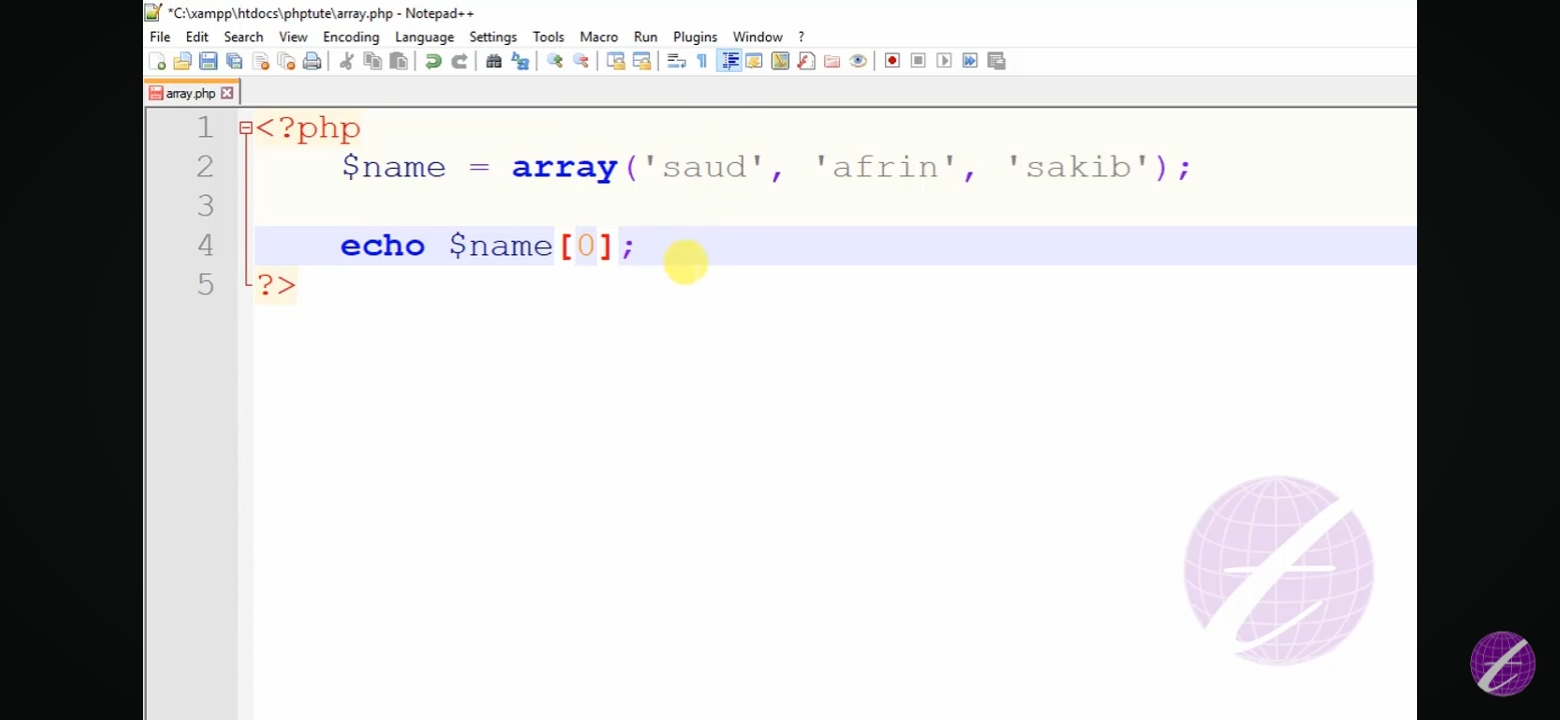 *C:\xampp\htdocs\phptute\array.php - Notepad++
File Edit Search View Encoding Language Settings Tools Macro Run Plugins Window ?
array.php
1 <?php
2 $name = array('saud', 'afrin', 'sakib');
3
4 echo $name[0];
5 ?>